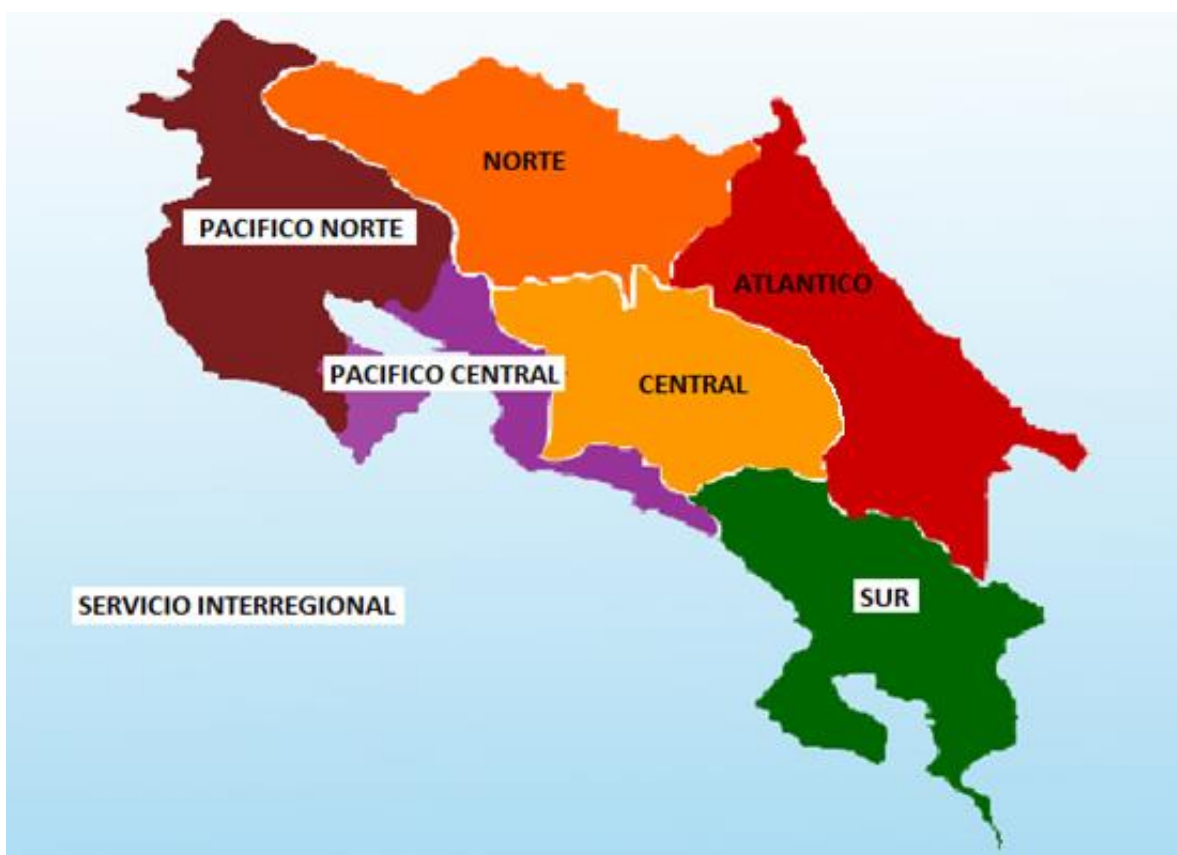 NORTE
PACIFICO NORTE
ATLANTICO
PACIFICO CENTRAL
CENTRAL
SUR
SERVICIO INTERREGIONAL